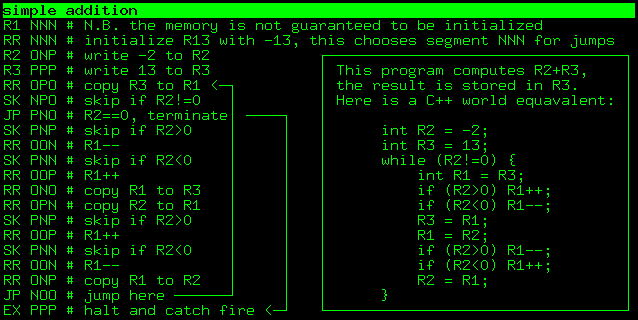 simple addition
R1 NNN # N.B. the memory is not guaranteed to be initialized
RR NNN # initialize R13 with -13, this chooses segment NNN for jumps
R2 ONP # write -2 to R2
R3 PPP # write 13 to R3
RR OPO # copy R3 to R1
SK NPO # skip if R2!=0
JP PNO # R2==0, terminate
SK PNP # skip if R2>0
RR OON # R1--
SK PNN # skip if R2<0
RR OOP # R1++
RR ONO # copy R1 to R3
RR OPN # copy R2 to R1
SK PNP # skip if R2>0
RR OOP # R1++
SK PNN # skip if R2<0
RR OON # R1--
RR ONP # copy R1 to R2
JP NOO # jump here
EX PPP # halt and catch fire
This program computes R2+R3,
the result is stored in R3.
Here is a C++ world equavalent:
int R2 = -2;
int R3 = 13;
while (R2!=0) {
int R1 = R3;
if (R2>0) R1++;
if (R2<0) R1--;
R3 = R1;
R1 = R2;
if (R2>0) R1--;
if (R2<0) R1++;
R2 = R1;
}